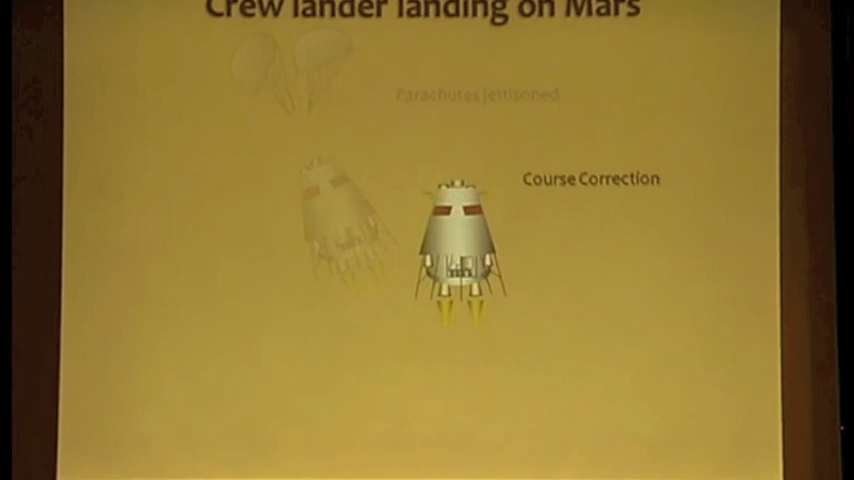 Crew lander landing on Mars
Parachutes jettisoned
Course Correction